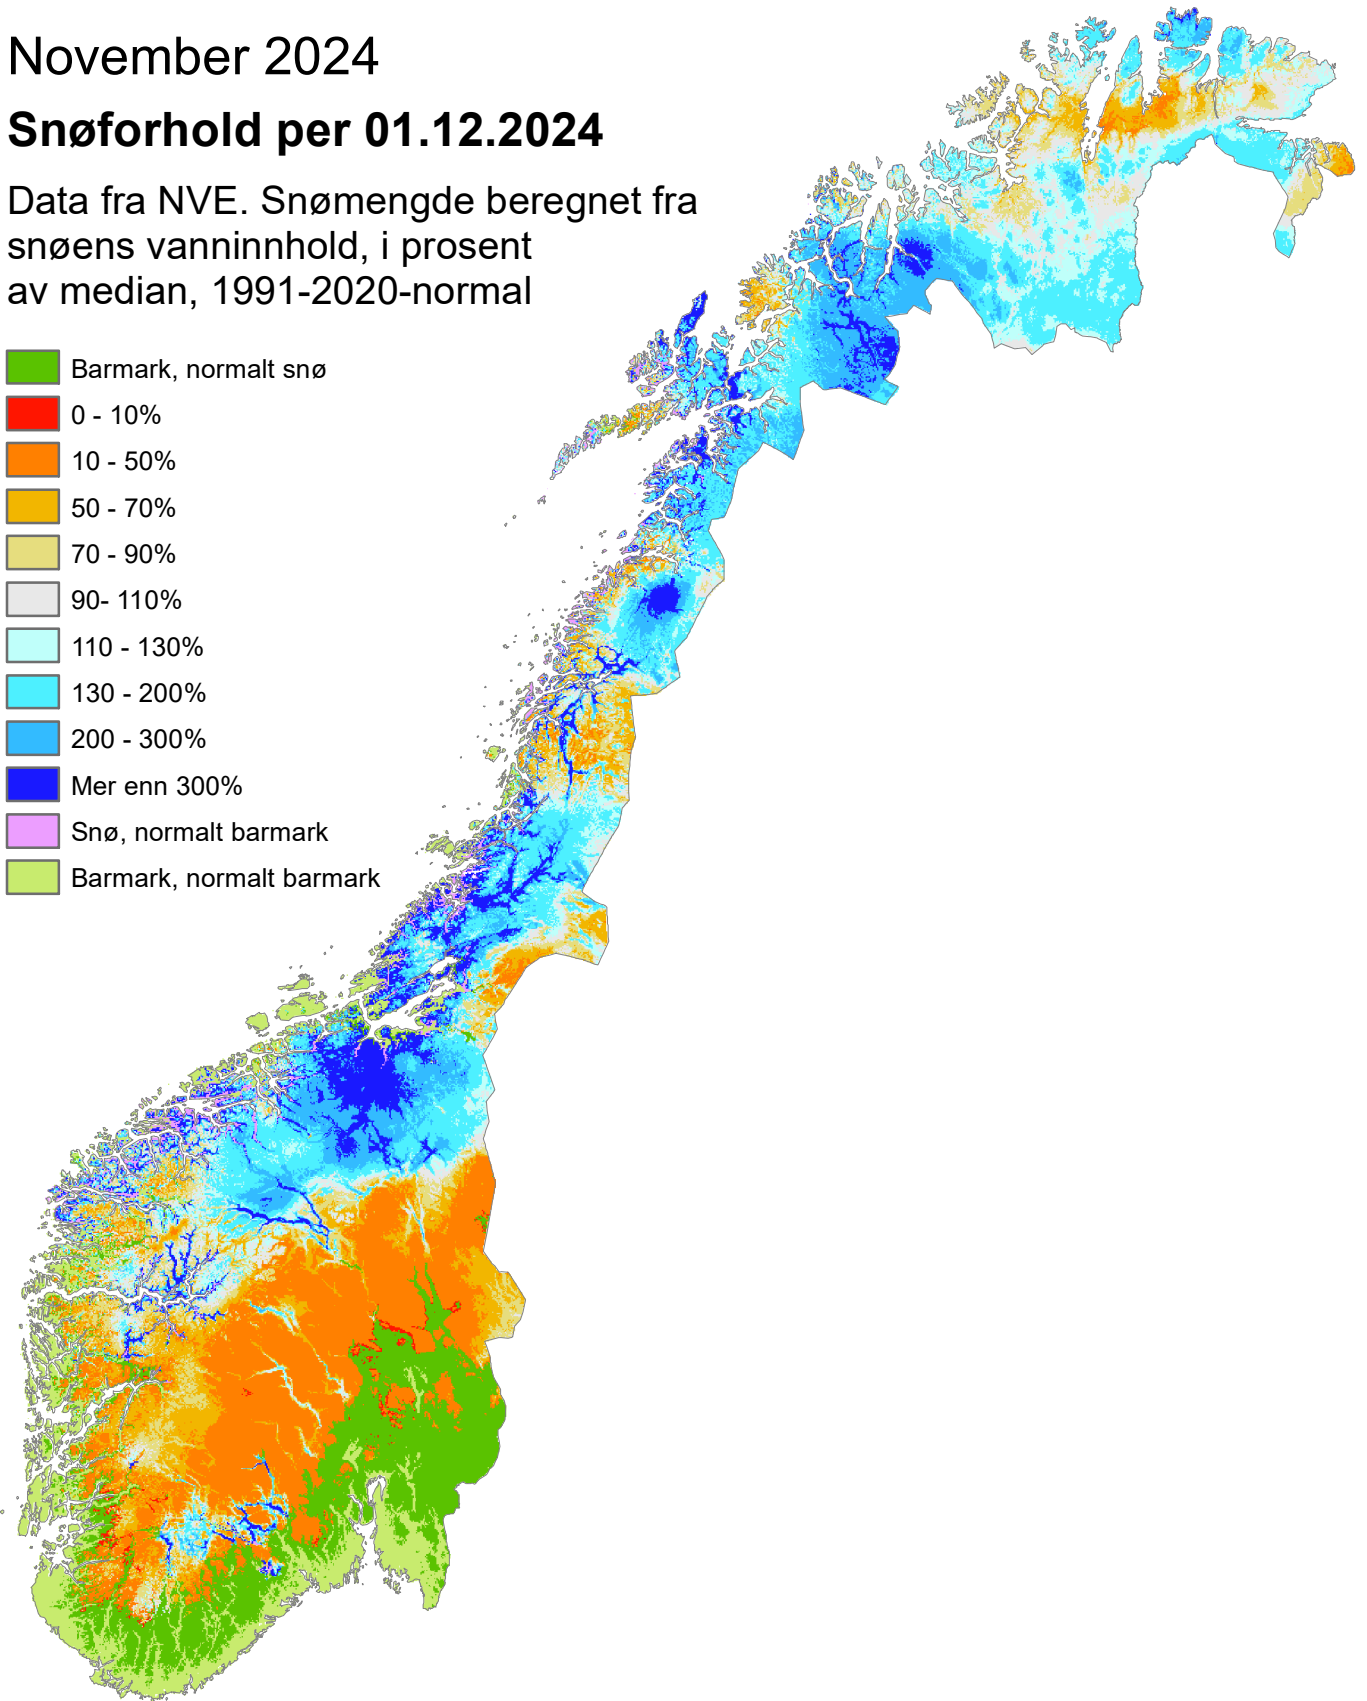 November 2024
Snøforhold per 01.12.2024
Data fra NVE. Snømengde beregnet fra
snøens vanninnhold, i prosent
av median, 1991-2020-normal
Barmark, normalt snø
0 - 10%
10 - 50%
50 - 70%
70 - 90%
90- 110%
110 - 130%
130 - 200%
200 - 300%
Mer enn 300%
Snø, normalt barmark
Barmark, normalt barmark